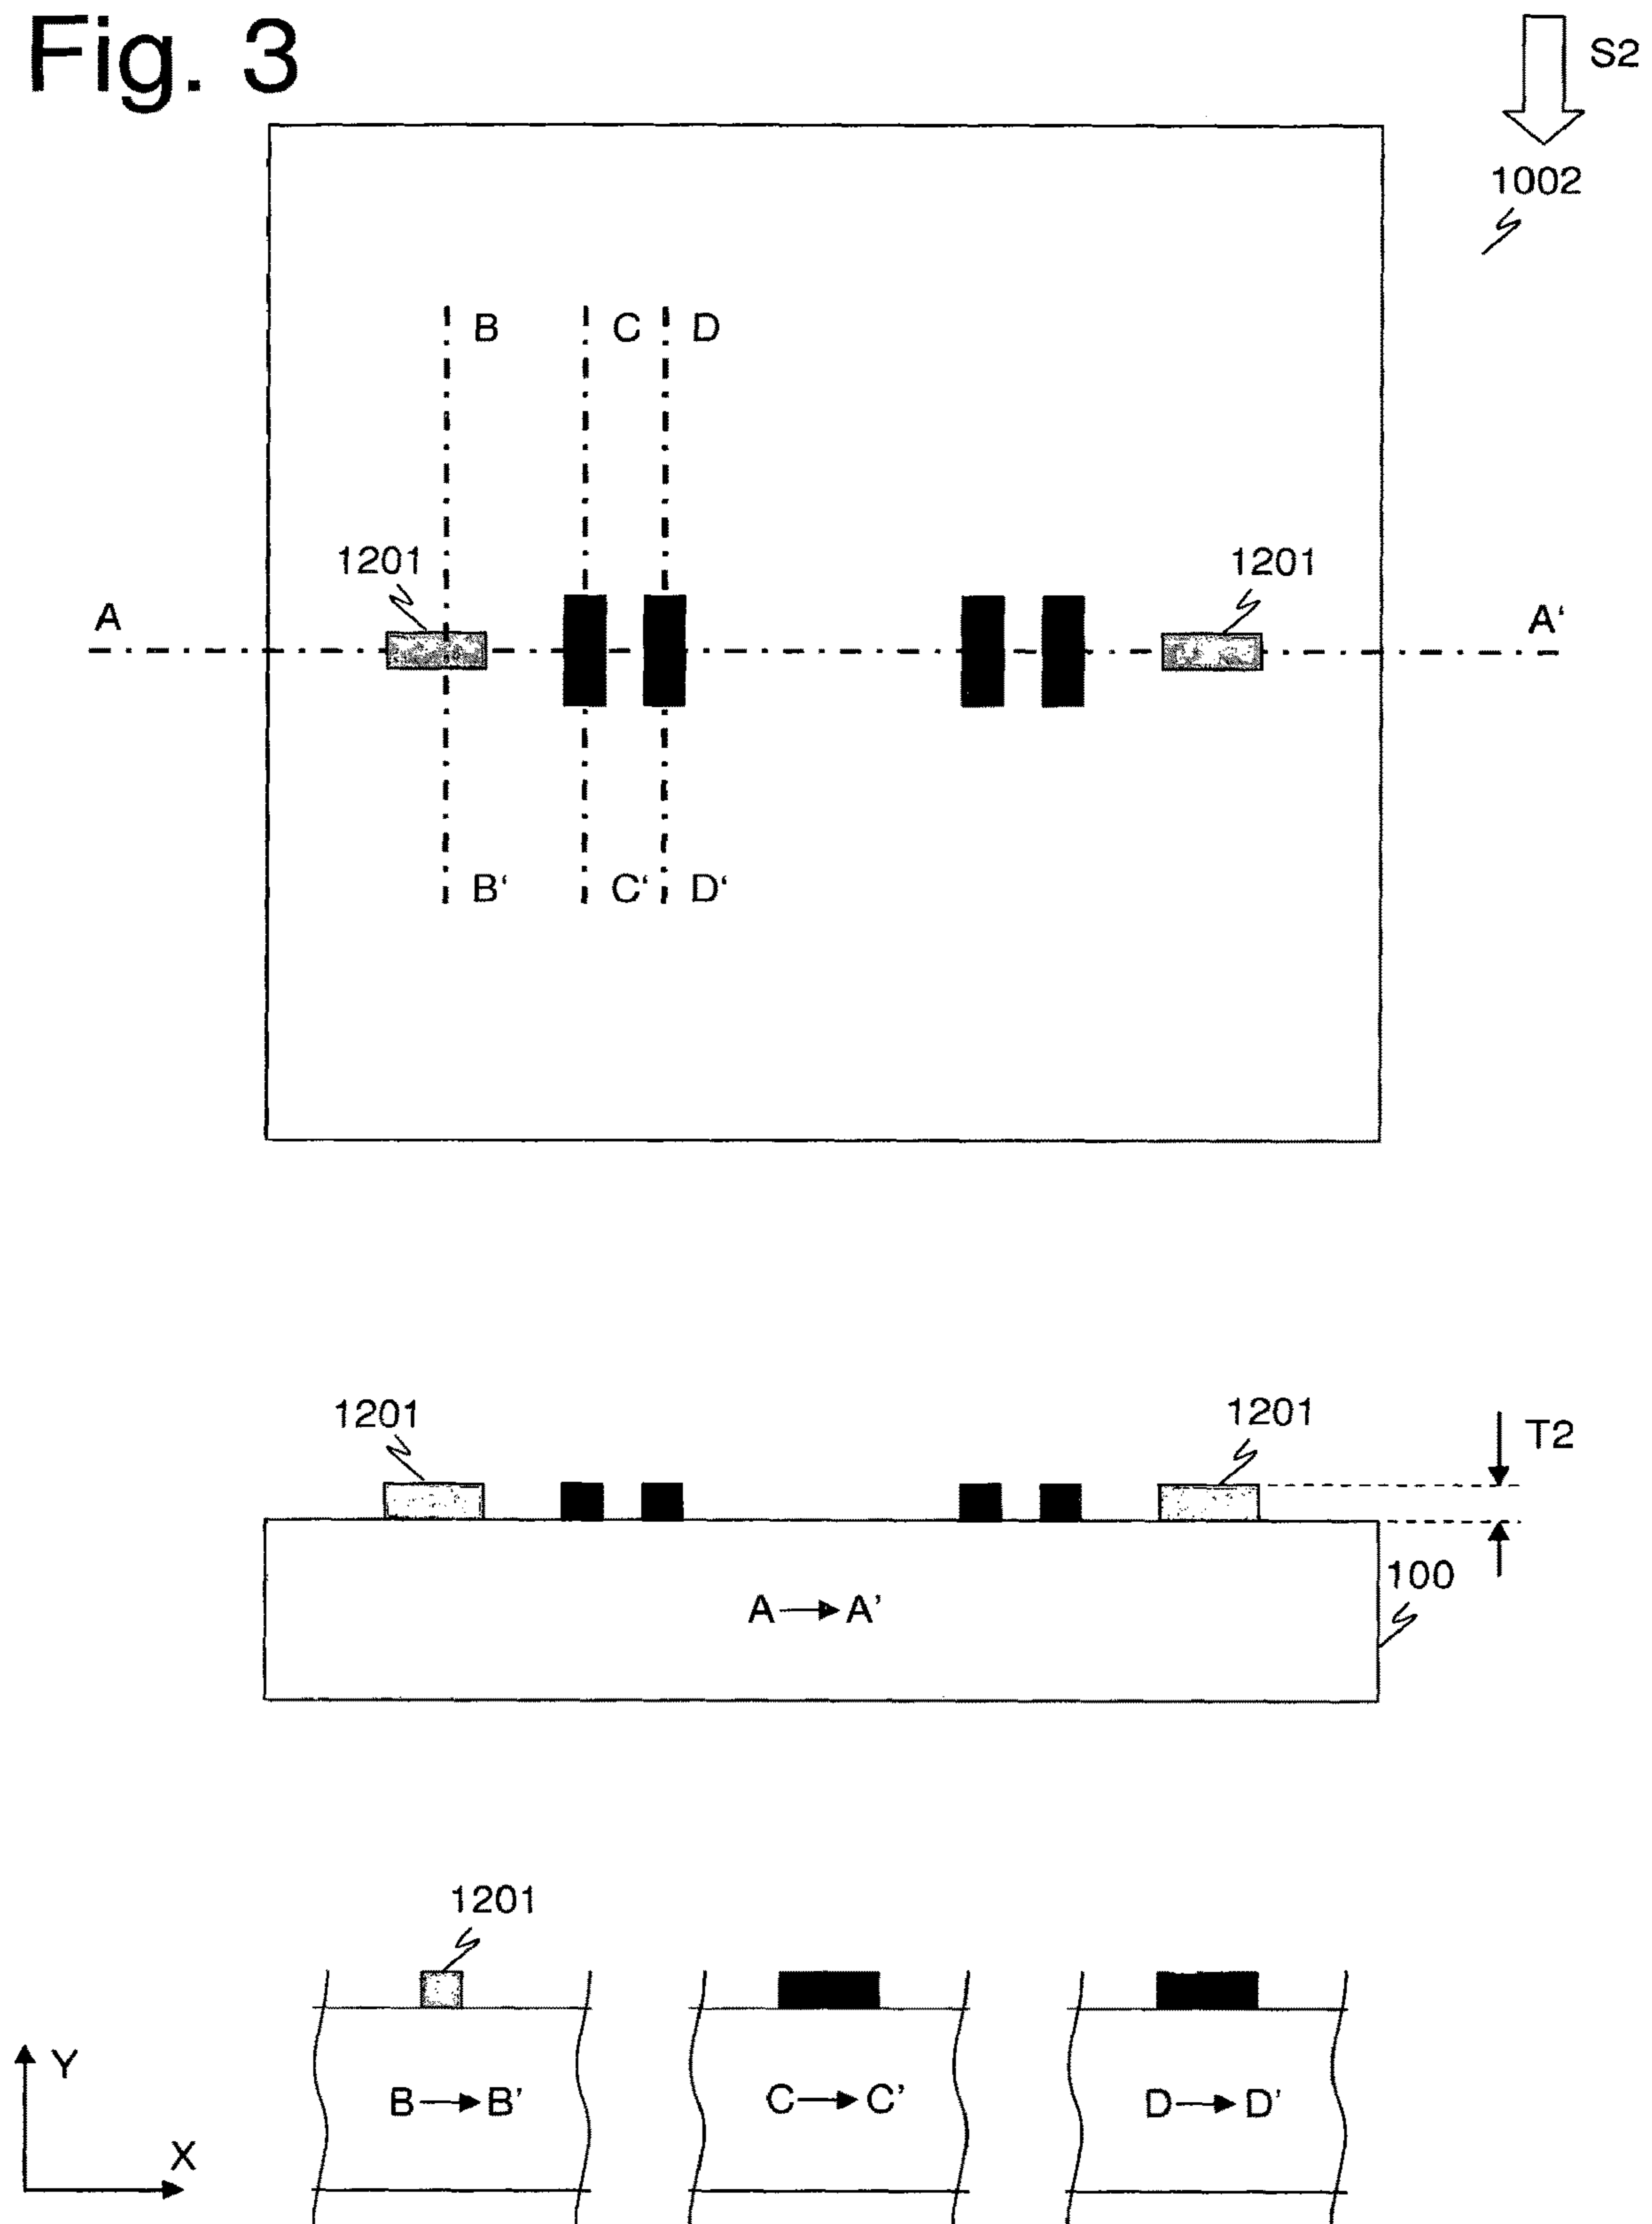 Fig. 3
S2
1002
B
C
D
1201
1201
A
A‘
B‘
C‘
D‘
1201
1201
T2
100
A→A’
1201
Y
B→B’
C→C’
D→D’
X